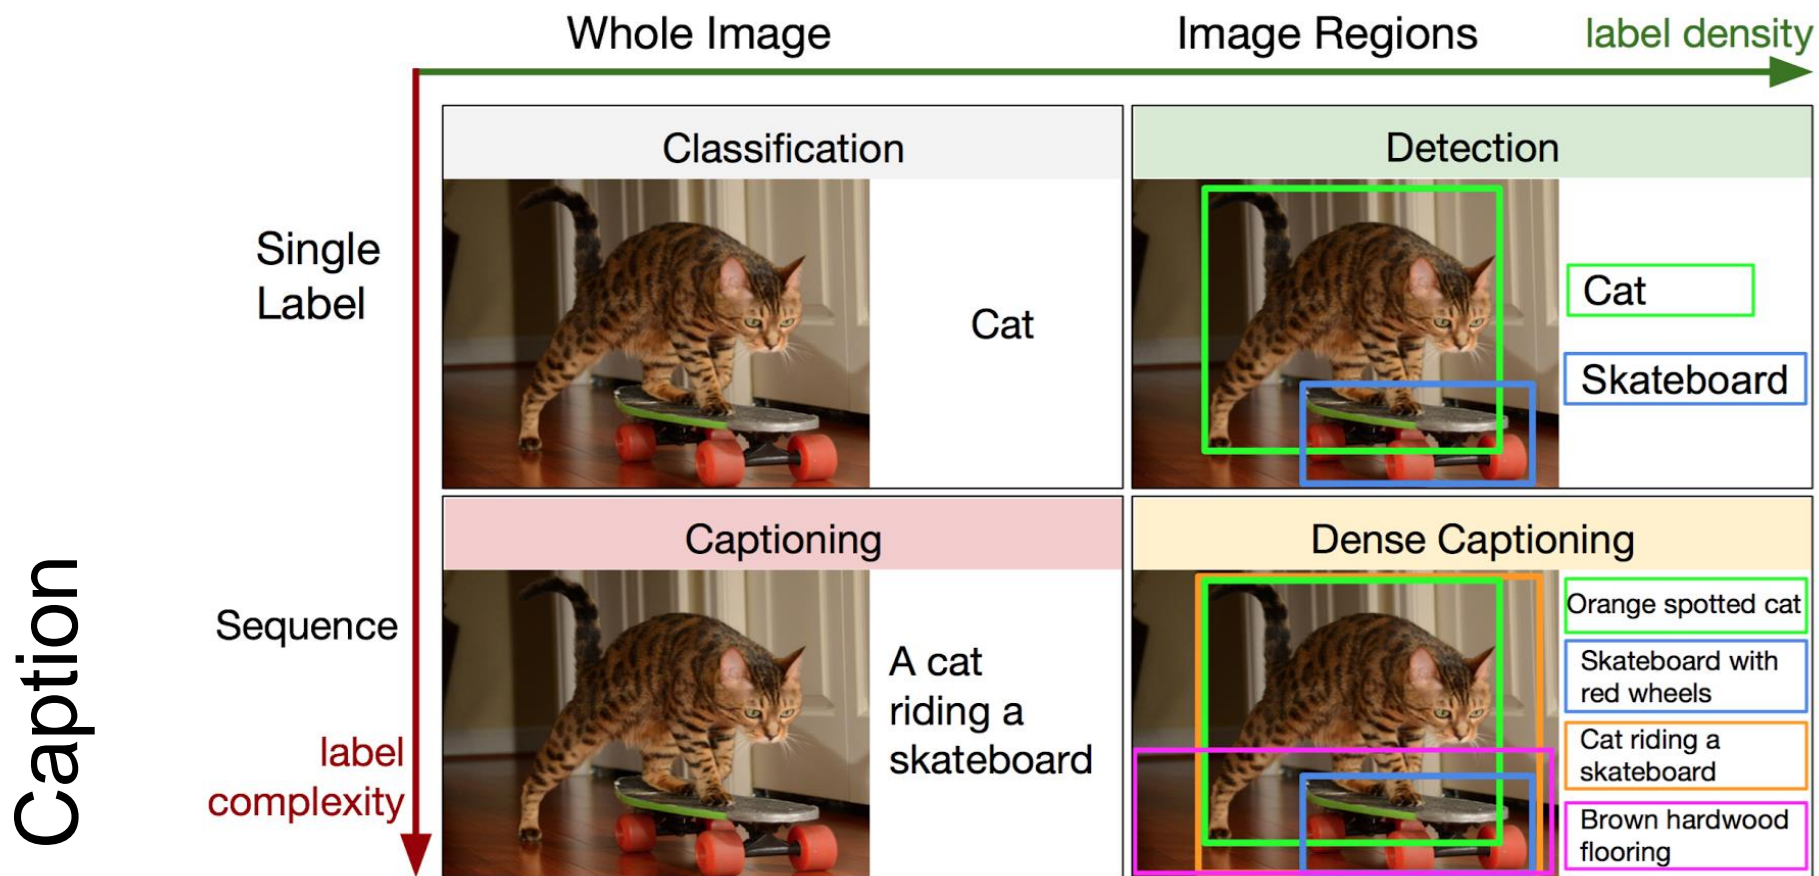 Whole Image
Image Regions
label density
Classification
Detection
Single
Label
Cat
Cat
Skateboard
Captioning
Dense Captioning
Caption
Sequence
label
complexity
A cat
riding a
skateboard
Orange spotted cat
Skateboard with
red wheels
Cat riding a
skateboard
Brown hardwood
flooring